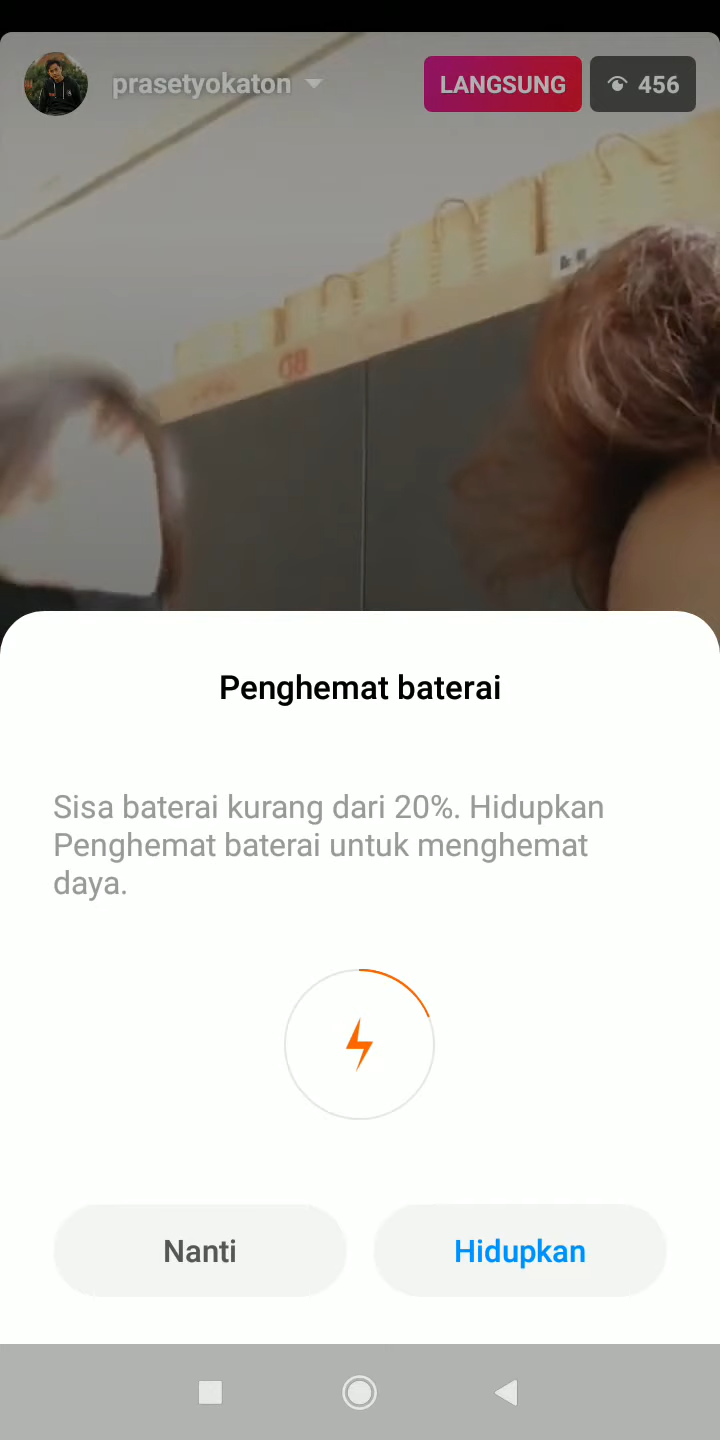 prasetyokaton
LANGSUNG
456
Penghemat baterai
Sisa baterai kurang dari 20%. Hidupkan
Penghemat baterai untuk menghemat
daya.
Nanti
Hidupkan